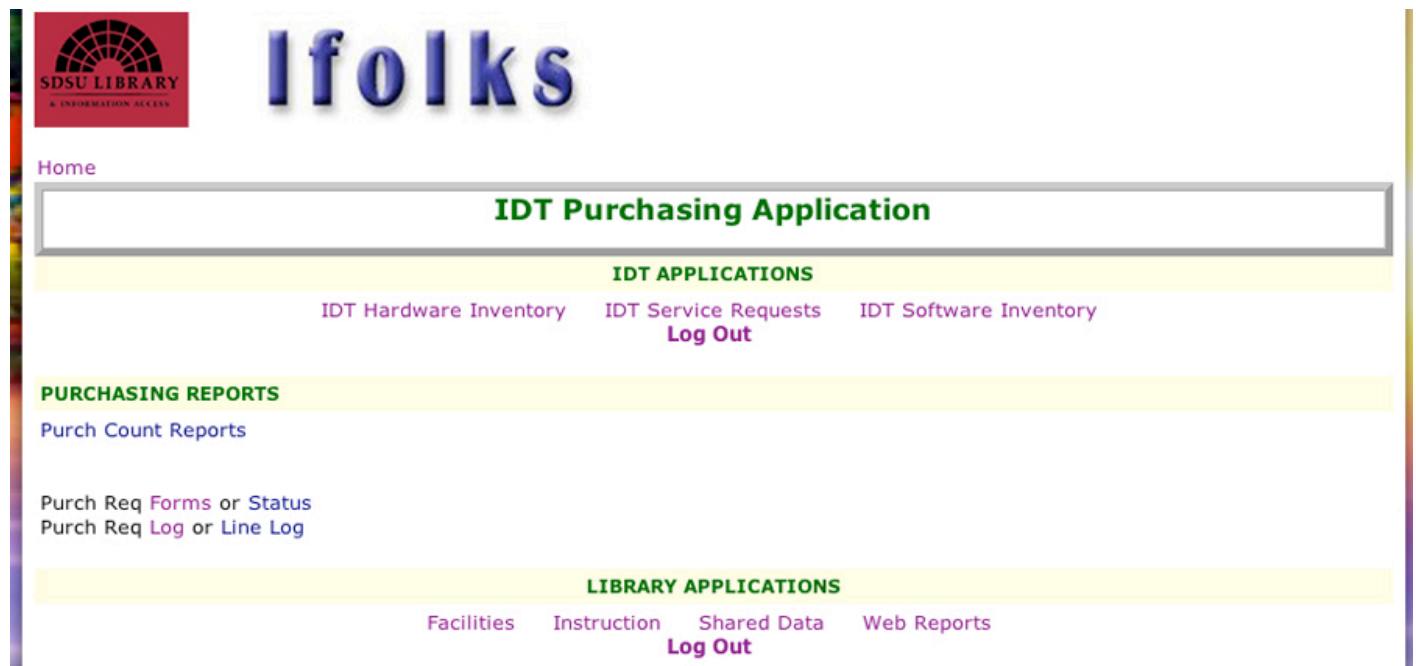 SDSU LIBRARY
& INFORMATION ACCESS
lfolks
Home
IDT Purchasing Application
IDT APPLICATIONS
IDT Hardware Inventory IDT Service Requests IDT Software Inventory
Log Out
PURCHASING REPORTS
Purch Count Reports
Purch Req Forms or Status
Purch Req Log or Line Log
LIBRARY APPLICATIONS
Facilities Instruction Shared Data Web Reports
Log Out